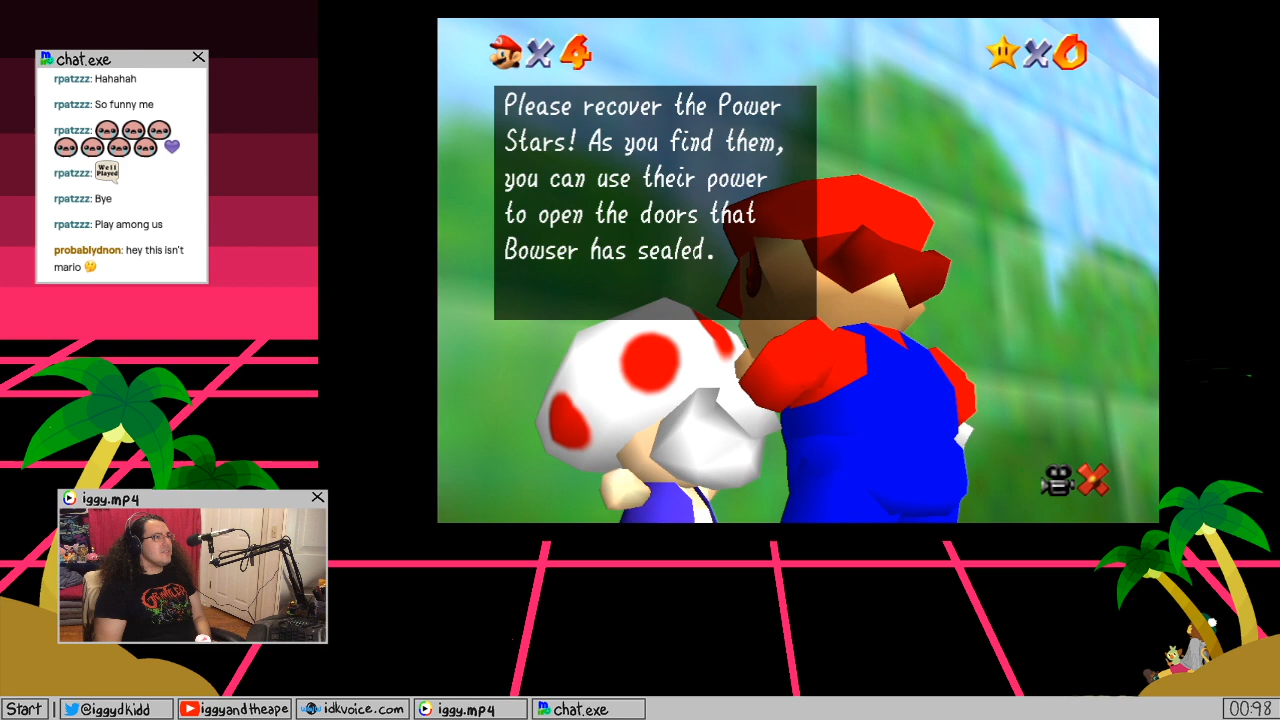 chat.exe
rpatzzz: Hahahah
rpatzzz: So funny me
rpatzzz:
rpatzzz: Well Played
rpatzzz: Bye
rpatzzz: Play among us
probablydnon: hey this isn't
mario 🤔
4
0
Please recover the Power
Stars! As you find them,
you can use their power
to open the doors that
Bowser has sealed.
iggy.mp4
Start
@iggydkidd
iggyandtheape
idkvoice.com
iggy.mp4
chat.exe
00:98